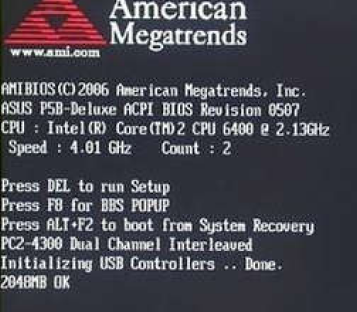 American
Megatrends
www.ami.com
AMIBIOS(C)2006 American Megatrends, Inc.
ASUS P5B-Deluxe ACPI BIOS Revision 0507
CPU : Intel(R) Core(TM)2 CPU 6400 @ 2.13GHz
Speed : 4.01 GHz Count : 2
Press DEL to run Setup
Press F8 for BBS POPUP
Press ALT+F2 to boot from System Recovery
PC2-4300 Dual Channel Interleaved
Initializing USB Controllers .. Done.
2048MB OK